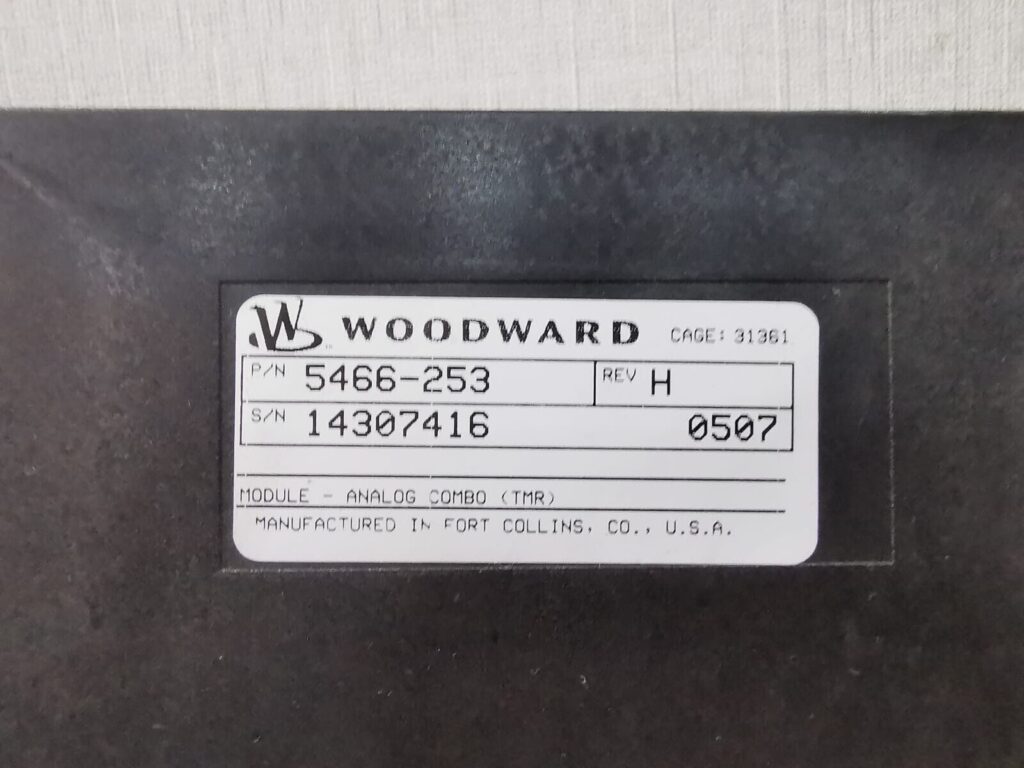 W WOODWARD CAGE: 31361
P/N 5466-253 REV H
S/N 14307416 0507
MODULE - ANALOG COMBO (TMR)
MANUFACTURED IN FORT COLLINS, CO., U.S.A.